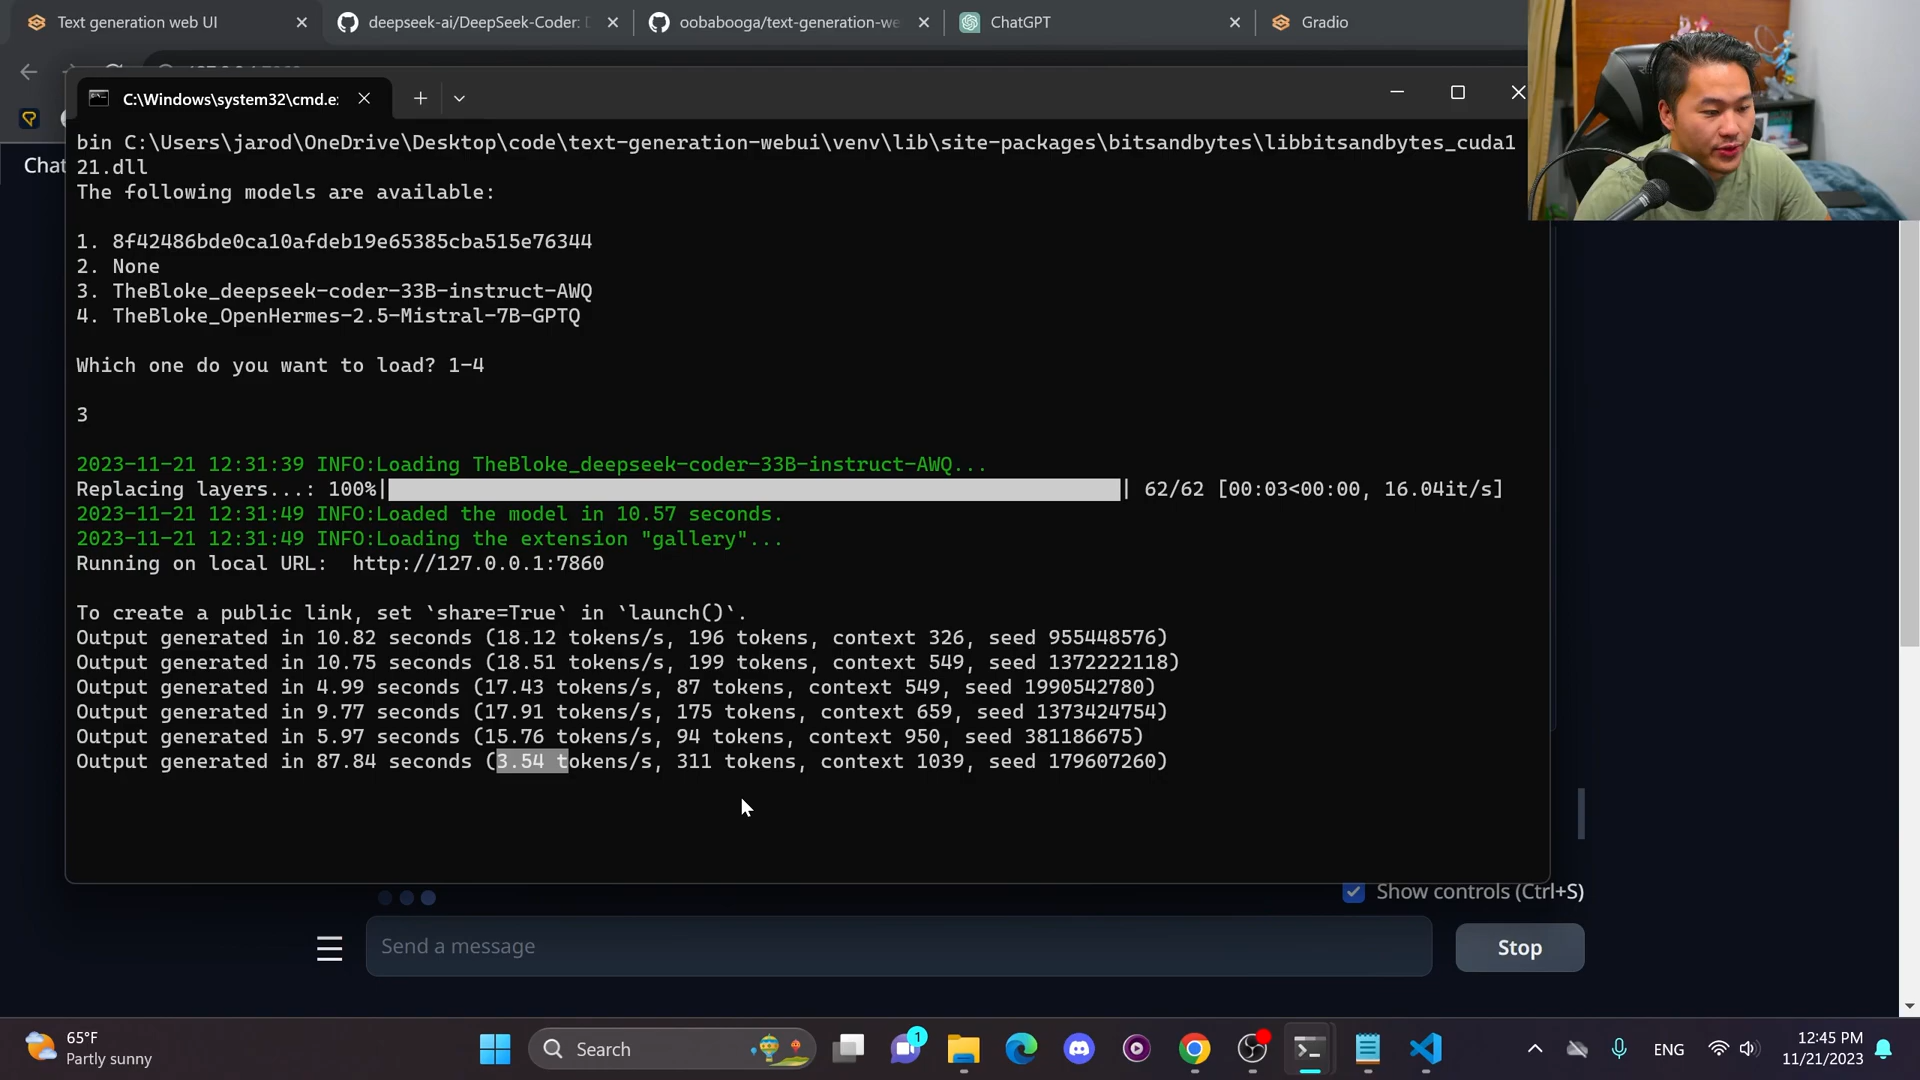 Text generation web UI
deepseek-ai/DeepSeek-Coder: D
oobabooga/text-generation-we
ChatGPT
Gradio
C:\Windows\system32\cmd.e:
bin C:\Users\jarod\OneDrive\Desktop\code\text-generation-webui\venv\lib\site-packages\bitsandbytes\libbitsandbytes_cuda1
21.dll
Chat
The following models are available:
1. 8f42486bde0ca10afdeb19e65385cba515e76344
2. None
3. TheBloke_deepseek-coder-33B-instruct-AWQ
4. TheBloke_OpenHermes-2.5-Mistral-7B-GPTQ
Which one do you want to load? 1-4
3
2023-11-21 12:31:39 INFO:Loading TheBloke_deepseek-coder-33B-instruct-AWQ...
Replacing layers...: 100%| | 62/62 [00:03<00:00, 16.04it/s]
2023-11-21 12:31:49 INFO:Loaded the model in 10.57 seconds.
2023-11-21 12:31:49 INFO:Loading the extension "gallery"...
Running on local URL:  http://127.0.0.1:7860
To create a public link, set `share=True` in `launch()`.
Output generated in 10.82 seconds (18.12 tokens/s, 196 tokens, context 326, seed 955448576)
Output generated in 10.75 seconds (18.51 tokens/s, 199 tokens, context 549, seed 1372222118)
Output generated in 4.99 seconds (17.43 tokens/s, 87 tokens, context 549, seed 1990542780)
Output generated in 9.77 seconds (17.91 tokens/s, 175 tokens, context 659, seed 1373424754)
Output generated in 5.97 seconds (15.76 tokens/s, 94 tokens, context 950, seed 381186675)
Output generated in 87.84 seconds (3.54 tokens/s, 311 tokens, context 1039, seed 179607260)
Show controls (Ctrl+S)
Send a message
Stop
65°F
Partly sunny
Search
1
ENG
12:45 PM
11/21/2023